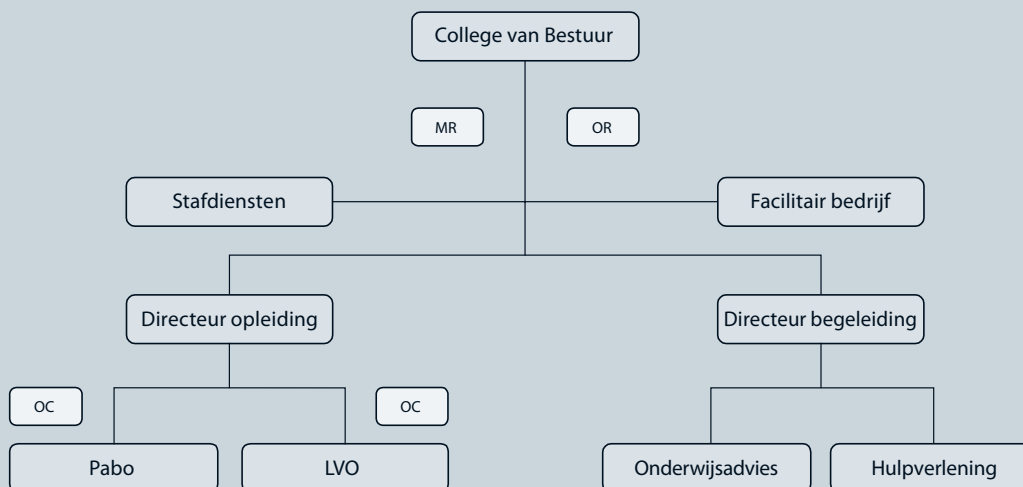 College van Bestuur
MR
OR
Stafdiensten
Facilitair bedrijf
Directeur opleiding
Directeur begeleiding
OC
OC
Pabo
LVO
Onderwijsadvies
Hulpverlening